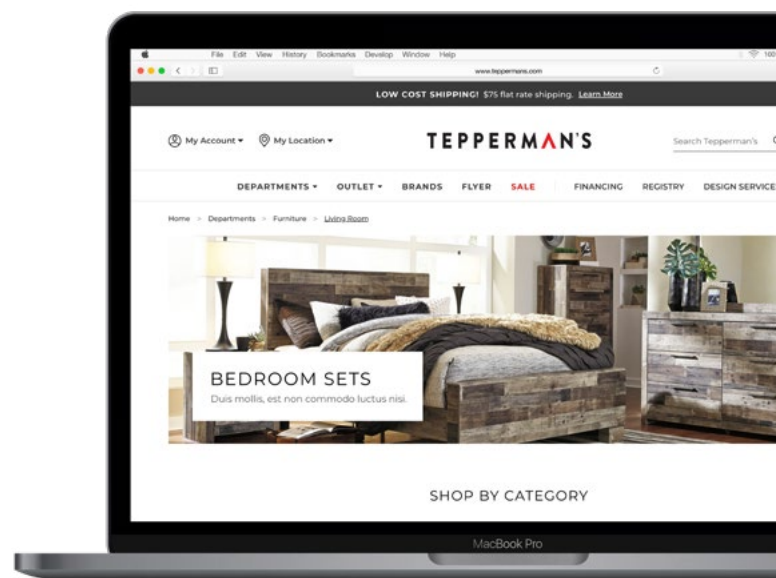 File Edit View History Bookmarks Develop Window Help
100
www.teppermans.com
LOW COST SHIPPING! $75 flat rate shipping. Learn More
My Account My Location TEPPERMAN'S Search Tepperman's
DEPARTMENTS OUTLET BRANDS FLYER SALE FINANCING REGISTRY DESIGN SERVICES
Home > Departments > Furniture > Living Room
BEDROOM SETS
Duis mollis, est non commodo luctus nisi.
SHOP BY CATEGORY
MacBook Pro